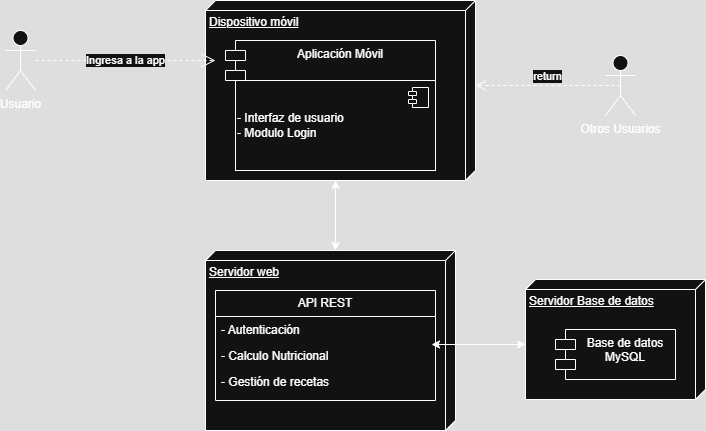 Dispositivo móvil
Ingresa a la app
Aplicación Móvil
return
Usuario
- Interfaz de usuario
- Modulo Login
Otros Usuarios
Servidor web
API REST
- Autenticación
- Calculo Nutricional
- Gestión de recetas
Servidor Base de datos
Base de datos
MySQL